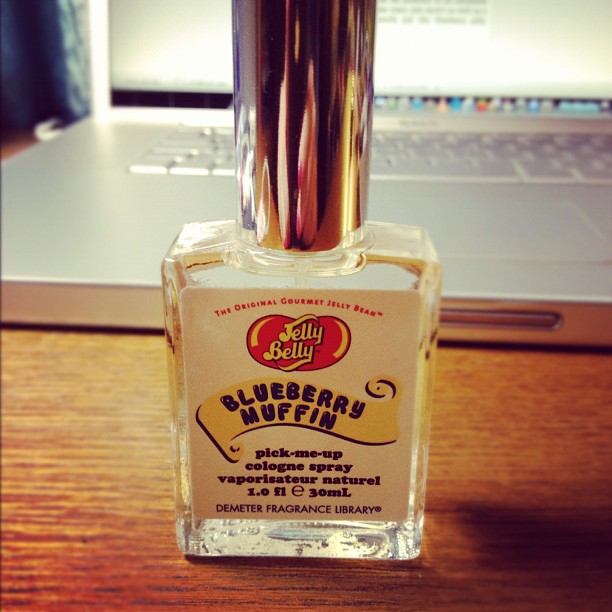 The Original Gourmet Jelly Bean™
Jelly
Belly™
BLUEBERRY
MUFFIN
pick-me-up
cologne spray
vaporisateur naturel
1.0 fl ℮ 30mL
DEMETER FRAGRANCE LIBRARY®